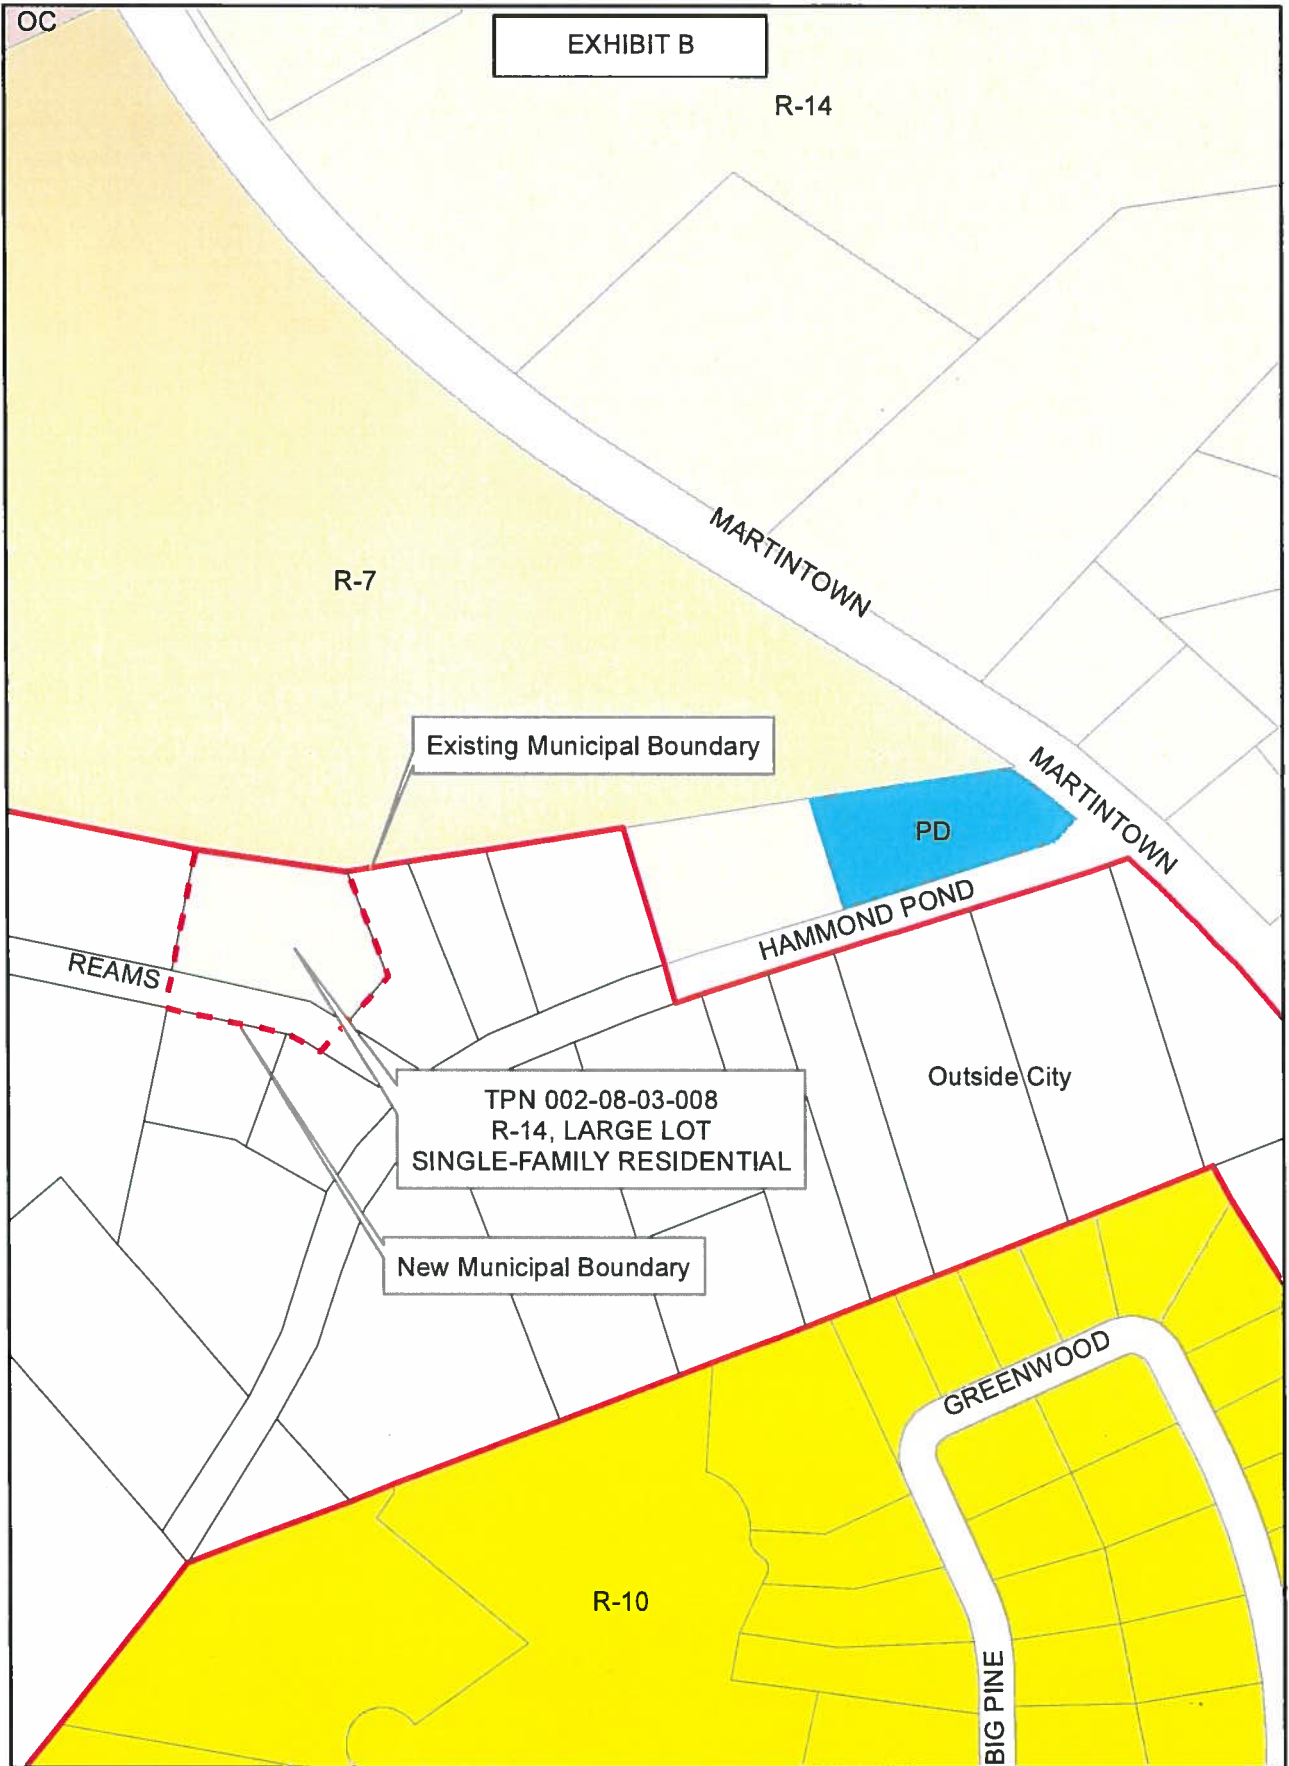 OC
EXHIBIT B
R-14
MARTINTOWN
R-7
Existing Municipal Boundary
MARTINTOWN
PD
HAMMOND POND
REAMS
Outside City
TPN 002-08-03-008
R-14, LARGE LOT
SINGLE-FAMILY RESIDENTIAL
New Municipal Boundary
GREENWOOD
R-10
BIG PINE